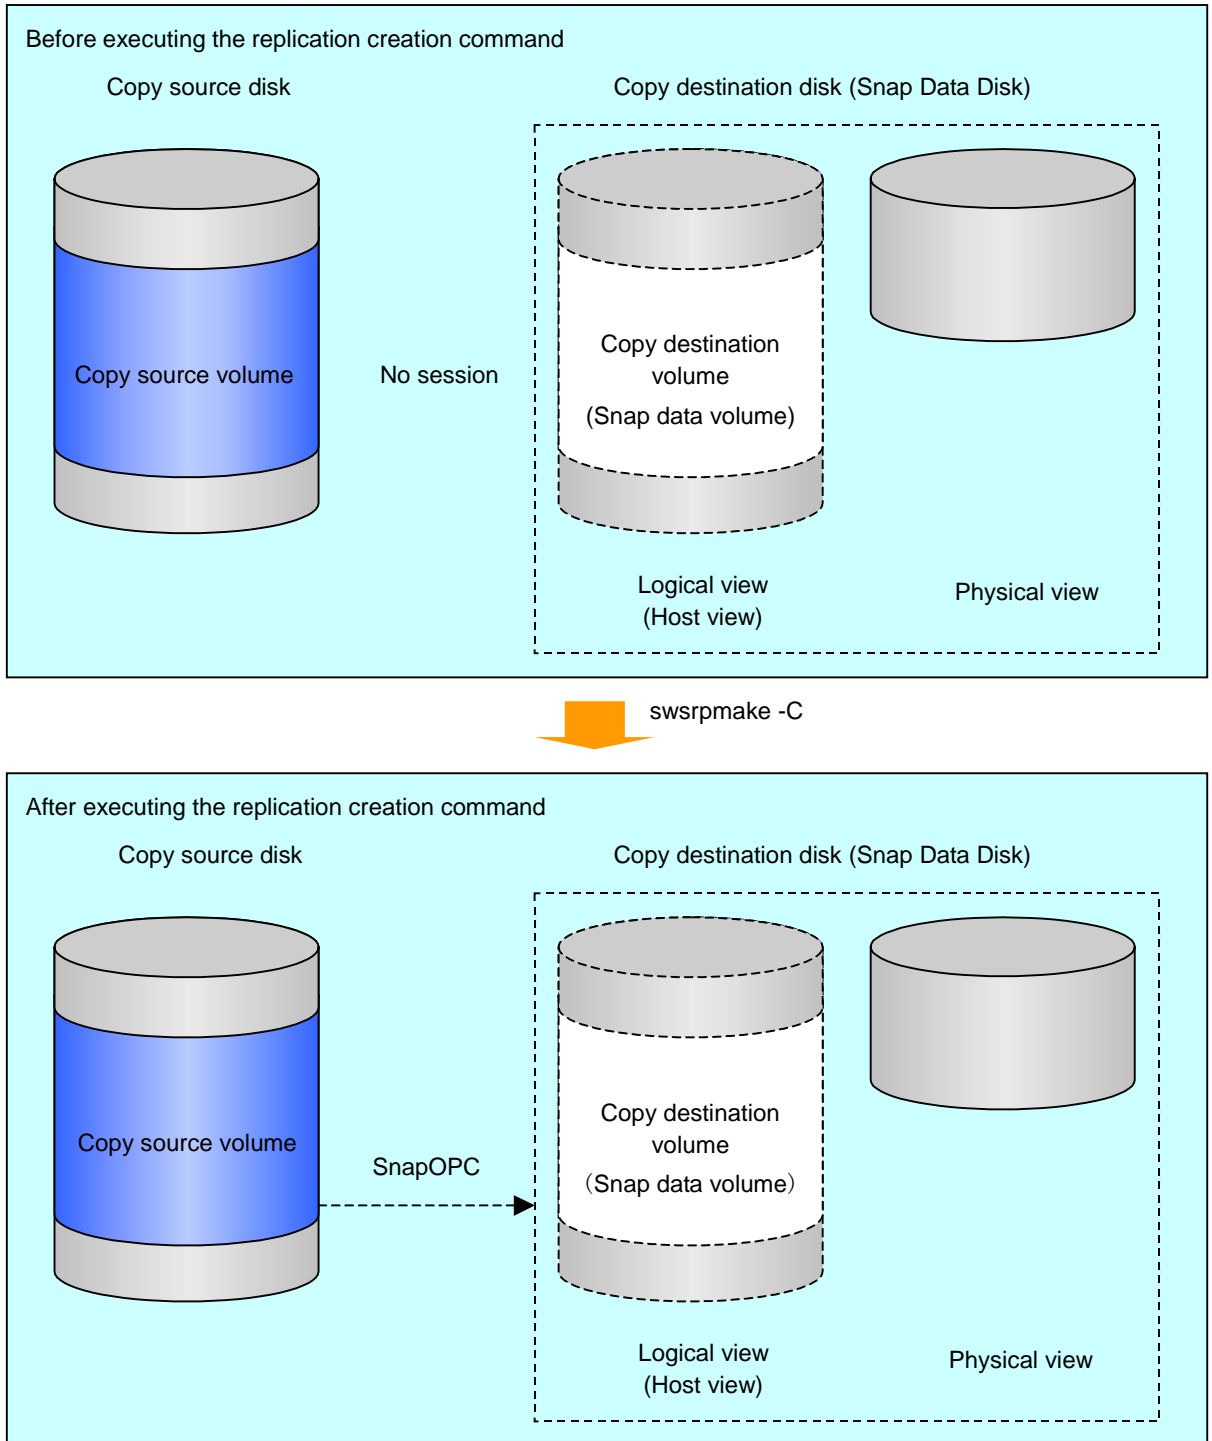 Before executing the replication creation command
Copy source disk
Copy destination disk (Snap Data Disk)
Copy source volume
No session
Copy destination
volume
(Snap data volume)
Logical view
(Host view)
Physical view
swsrpmake -C
After executing the replication creation command
Copy source disk
Copy destination disk (Snap Data Disk)
Copy source volume
SnapOPC
Copy destination
volume
（Snap data volume）
Logical view
(Host view)
Physical view